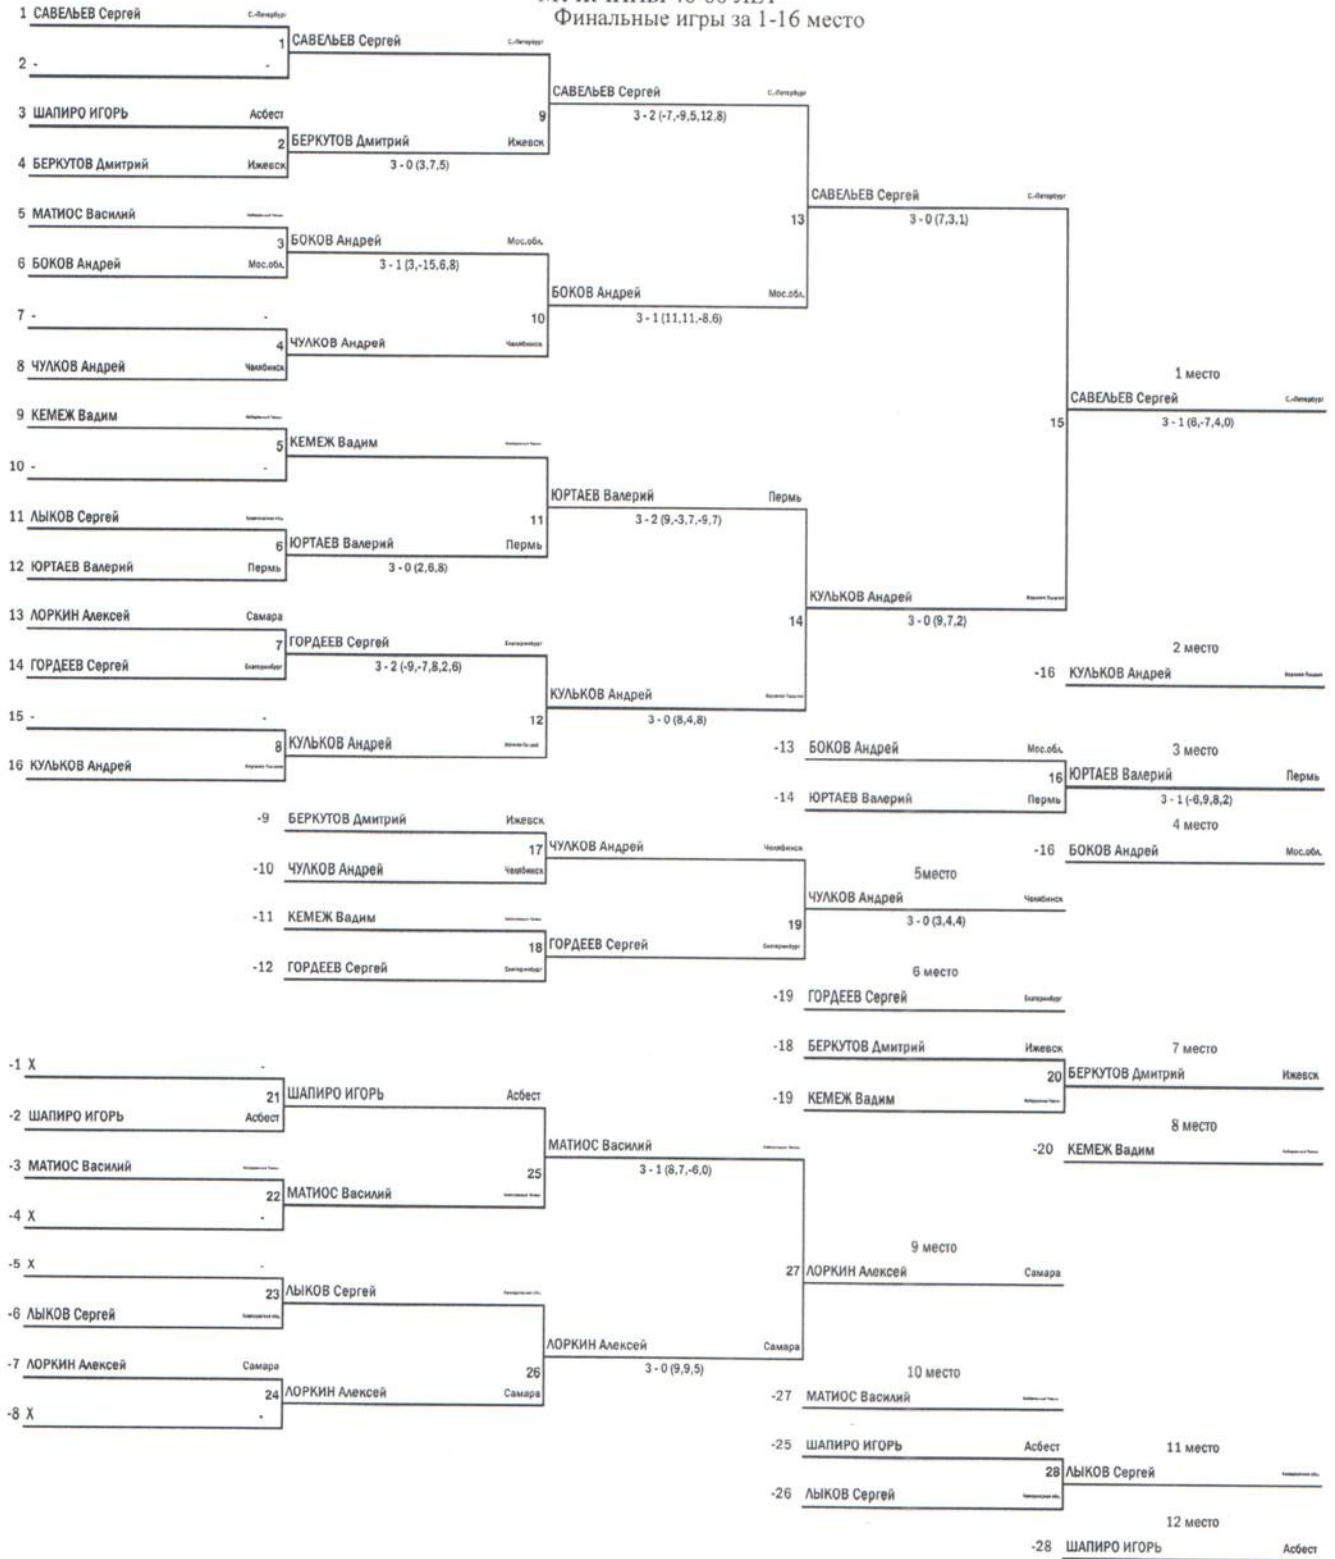 Финальные игры за 1-16 место
1 САВЕЛЬЕВ Сергей С.-Петербург
1 САВЕЛЬЕВ Сергей С.-Петербург
2 - -
САВЕЛЬЕВ Сергей С.-Петербург
3 ШАПИРО ИГОРЬ Асбест
9 3 - 2 (-7,-9,5,12,8)
2 БЕРКУТОВ Дмитрий Ижевск
4 БЕРКУТОВ Дмитрий Ижевск
3 - 0 (3,7,5)
САВЕЛЬЕВ Сергей С.-Петербург
5 МАТИОС Василий
13 3 - 0 (7,3,1)
3 БОКОВ Андрей Мос.обл.
6 БОКОВ Андрей Мос.обл.
3 - 1 (3,-15,6,8)
БОКОВ Андрей Мос.обл.
7 - -
10 3 - 1 (11,11,-8,6)
4 ЧУЛКОВ Андрей Челябинск
8 ЧУЛКОВ Андрей Челябинск
1 место
САВЕЛЬЕВ Сергей С.-Петербург
9 КЕМЕЖ Вадим
15 3 - 1 (6,-7,4,0)
5 КЕМЕЖ Вадим
10 - -
ЮРТАЕВ Валерий Пермь
11 ЛЫКОВ Сергей
11 3 - 2 (9,-3,7,-9,7)
6 ЮРТАЕВ Валерий Пермь
12 ЮРТАЕВ Валерий Пермь
3 - 0 (2,6,8)
КУЛЬКОВ Андрей
13 ЛОРКИН Алексей Самара
14 3 - 0 (9,7,2)
7 ГОРДЕЕВ Сергей Екатеринбург
2 место
14 ГОРДЕЕВ Сергей Екатеринбург
3 - 2 (-9,-7,8,2,6)
-16 КУЛЬКОВ Андрей
КУЛЬКОВ Андрей
15 - -
12 3 - 0 (8,4,8)
8 КУЛЬКОВ Андрей
-13 БОКОВ Андрей Мос.обл.
3 место
16 КУЛЬКОВ Андрей
16 ЮРТАЕВ Валерий Пермь
-14 ЮРТАЕВ Валерий Пермь
3 - 1 (-6,9,8,2)
-9 БЕРКУТОВ Дмитрий Ижевск
4 место
17 ЧУЛКОВ Андрей Челябинск
-16 БОКОВ Андрей Мос.обл.
-10 ЧУЛКОВ Андрей Челябинск
5место
ЧУЛКОВ Андрей Челябинск
-11 КЕМЕЖ Вадим
19 3 - 0 (3,4,4)
18 ГОРДЕЕВ Сергей Екатеринбург
-12 ГОРДЕЕВ Сергей Екатеринбург
6 место
-19 ГОРДЕЕВ Сергей Екатеринбург
-18 БЕРКУТОВ Дмитрий Ижевск
7 место
-1 X -
20 БЕРКУТОВ Дмитрий Ижевск
21 ШАПИРО ИГОРЬ Асбест
-19 КЕМЕЖ Вадим
-2 ШАПИРО ИГОРЬ Асбест
8 место
МАТИОС Василий
-20 КЕМЕЖ Вадим
-3 МАТИОС Василий
25 3 - 1 (8,7,-6,0)
22 МАТИОС Василий
-4 X -
9 место
-5 X -
27 ЛОРКИН Алексей Самара
23 ЛЫКОВ Сергей
-6 ЛЫКОВ Сергей
ЛОРКИН Алексей Самара
-7 ЛОРКИН Алексей Самара
26 3 - 0 (9,9,5)
10 место
24 ЛОРКИН Алексей Самара
-27 МАТИОС Василий
-8 X -
-25 ШАПИРО ИГОРЬ Асбест
11 место
28 ЛЫКОВ Сергей
-26 ЛЫКОВ Сергей
12 место
-28 ШАПИРО ИГОРЬ Асбест